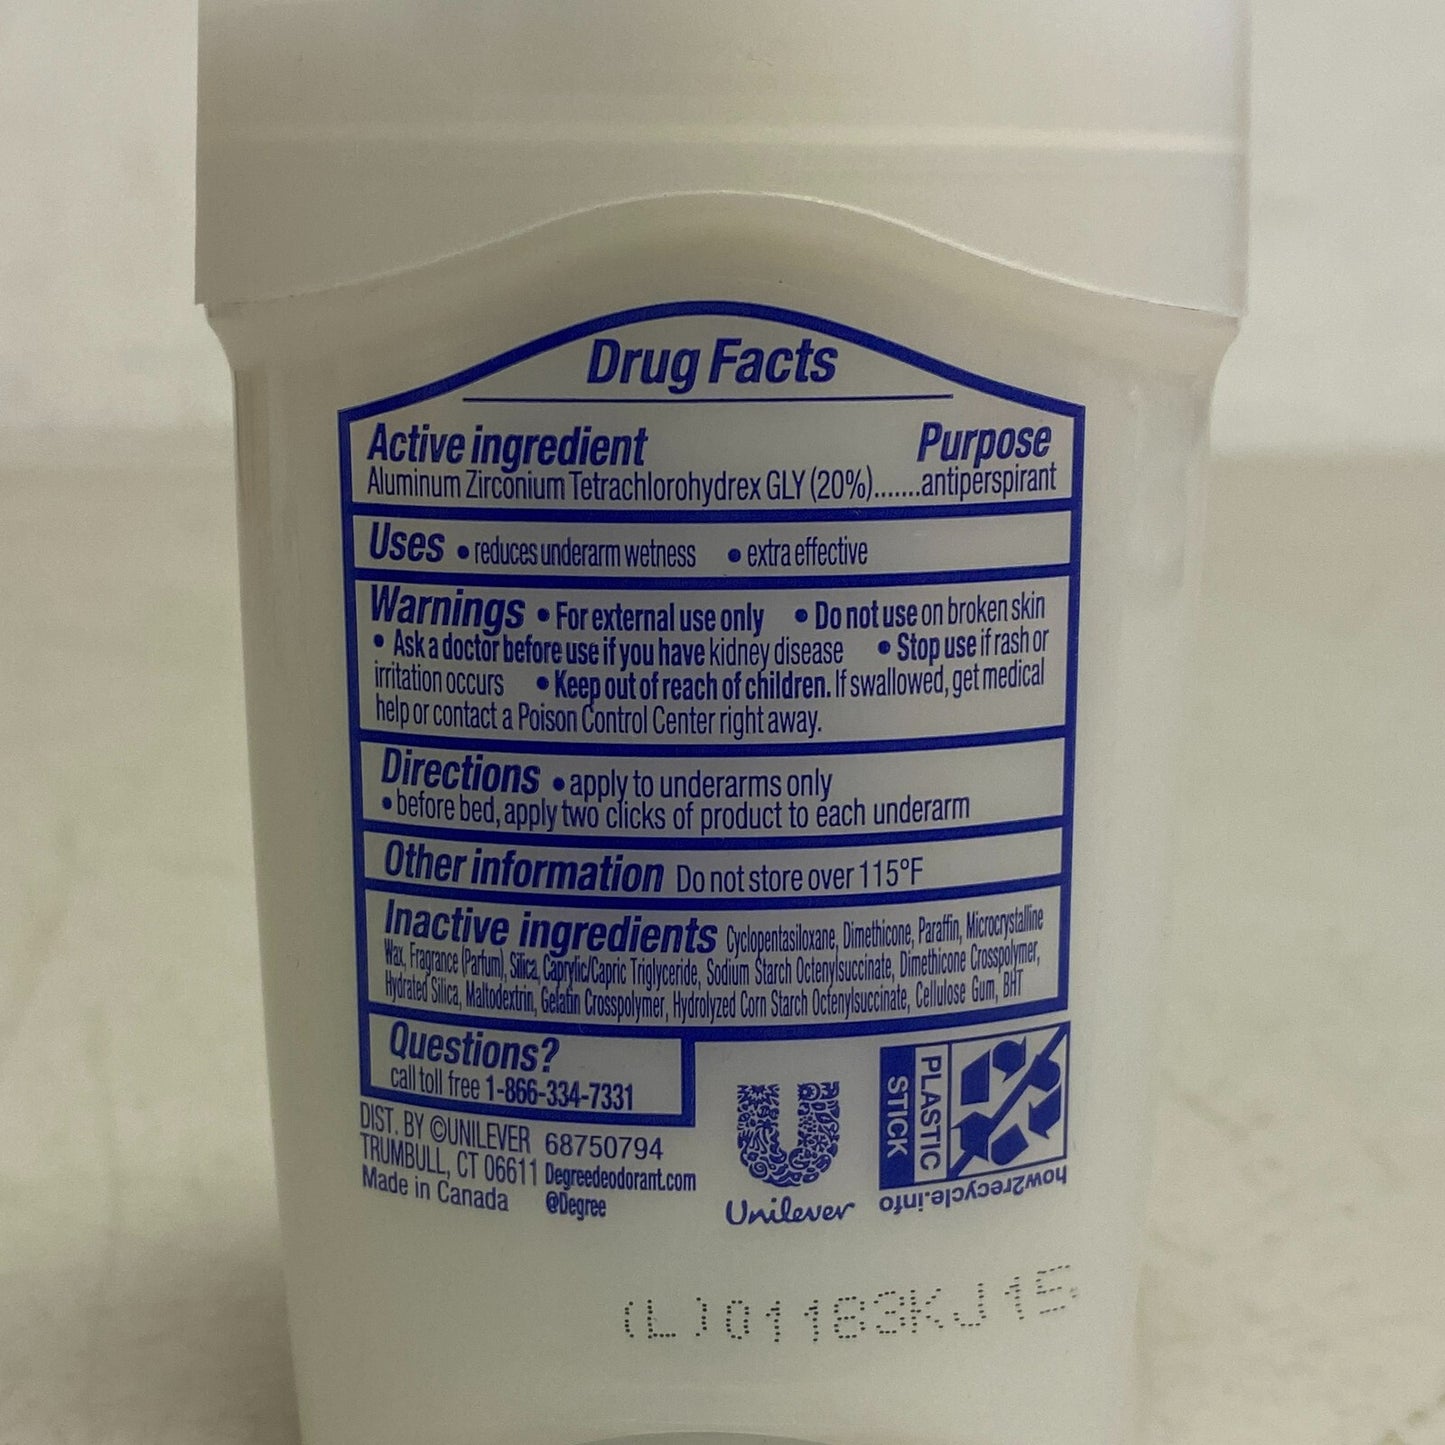 Drug Facts
Active ingredient Purpose
Aluminum Zirconium Tetrachlorohydrex GLY (20%).......antiperspirant
Uses • reduces underarm wetness • extra effective
Warnings • For external use only • Do not use on broken skin
• Ask a doctor before use if you have kidney disease • Stop use if rash or
irritation occurs • Keep out of reach of children. If swallowed, get medical
help or contact a Poison Control Center right away.
Directions • apply to underarms only
• before bed, apply two clicks of product to each underarm
Other information Do not store over 115°F
Inactive ingredients Cyclopentasiloxane, Dimethicone, Paraffin, Microcrystalline
Wax, Fragrance (Parfum), Silica, Caprylic/Capric Triglyceride, Sodium Starch Octenylsuccinate, Dimethicone Crosspolymer,
Hydrated Silica, Maltodextrin, Gelatin Crosspolymer, Hydrolyzed Corn Starch Octenylsuccinate, Cellulose Gum, BHT
Questions?
call toll free 1-866-334-7331
DIST. BY ©UNILEVER 68750794
TRUMBULL, CT 06611 Degreedeodorant.com
Made in Canada @Degree
Unilever
PLASTIC
STICK
how2recycle.info
(L)01163KJ15